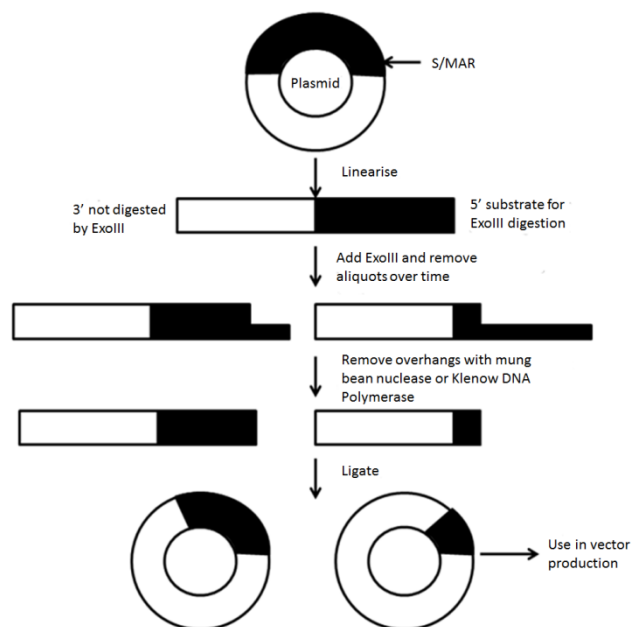 S/MAR
Plasmid
Linearise
3’ not digested
by ExoIII
5’ substrate for
ExoIII digestion
Add ExoIII and remove
aliquots over time
Remove overhangs with mung
bean nuclease or Klenow DNA
Polymerase
Ligate
Use in vector
production